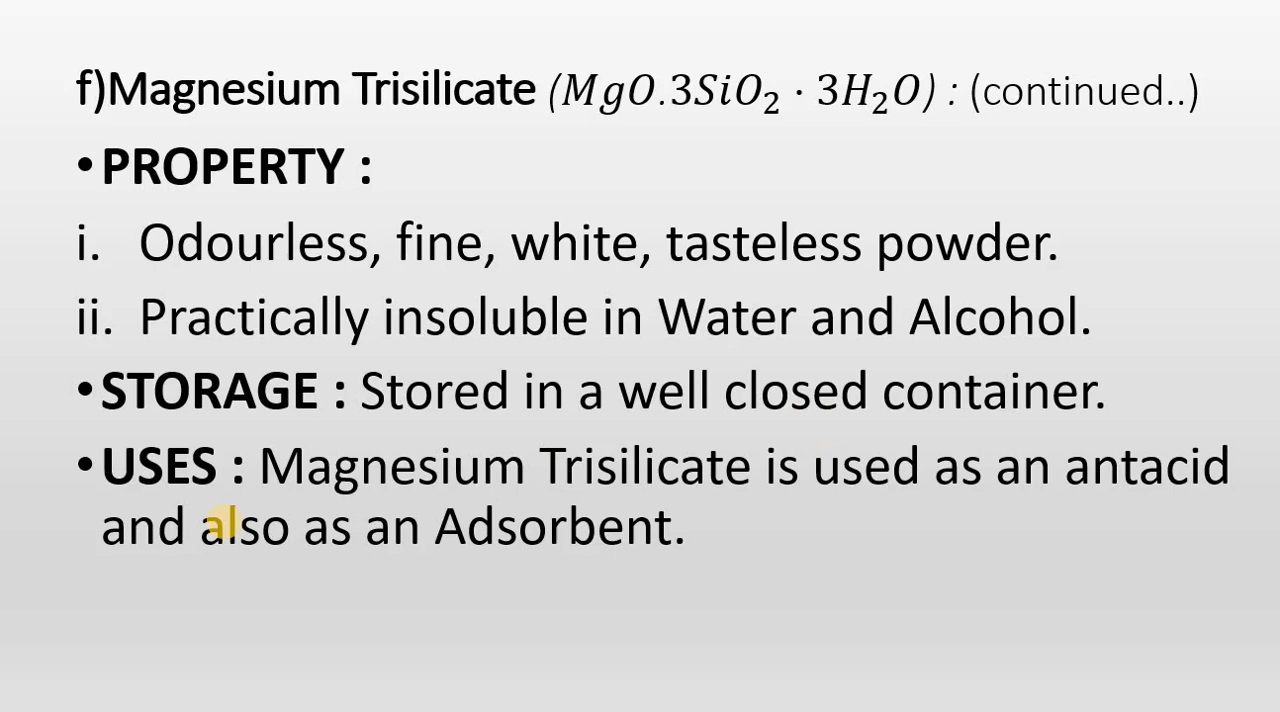 f)Magnesium Trisilicate (MgO.3SiO₂ · 3H₂O) : (continued..)
•PROPERTY :
i. Odourless, fine, white, tasteless powder.
ii. Practically insoluble in Water and Alcohol.
•STORAGE : Stored in a well closed container.
•USES : Magnesium Trisilicate is used as an antacid
and also as an Adsorbent.